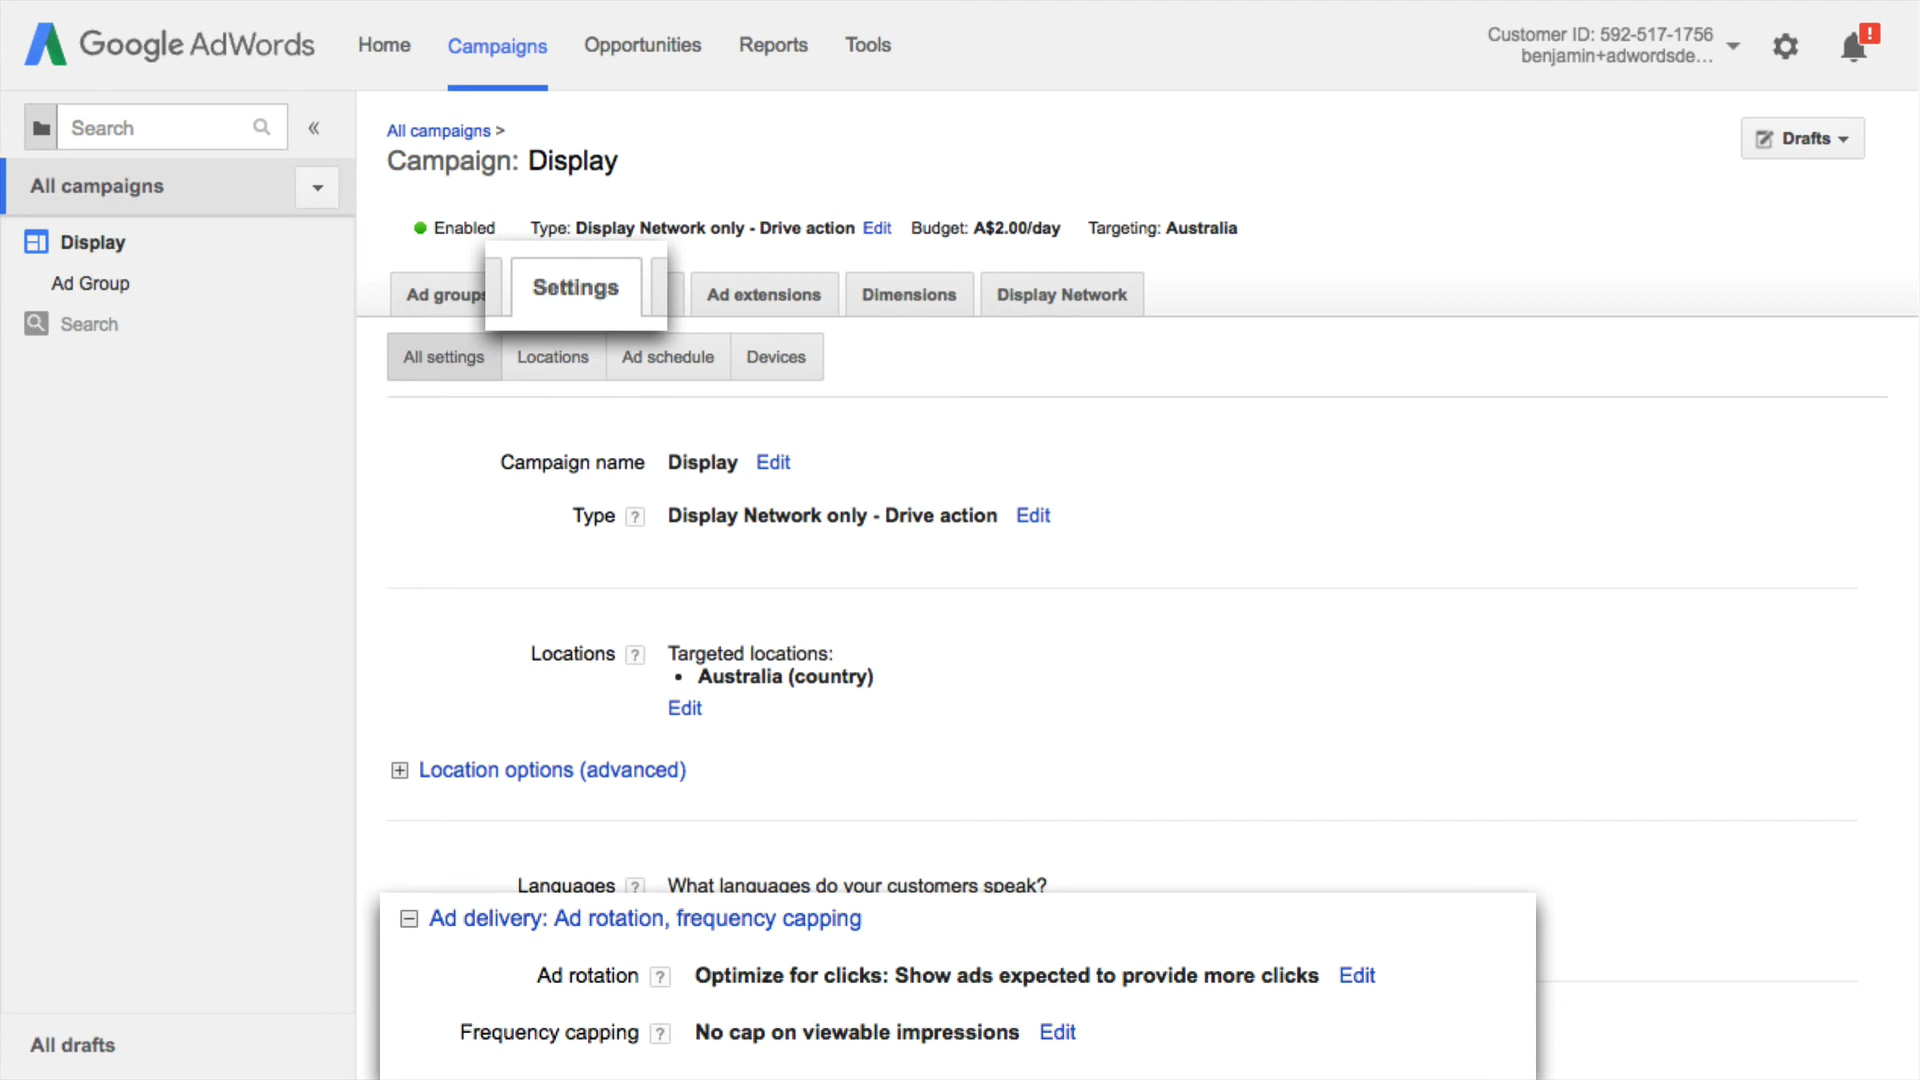 Google AdWords
Home
Campaigns
Opportunities
Reports
Tools
Customer ID: 592-517-1756
benjamin+adwordsde...
!
Search
«
All campaigns
Display
Ad Group
Search
All drafts
All campaigns >
Campaign: Display
Drafts
Enabled
Type: Display Network only - Drive action Edit
Budget: A$2.00/day
Targeting: Australia
Ad groups
Settings
Ad extensions
Dimensions
Display Network
All settings
Locations
Ad schedule
Devices
Campaign name Display Edit
Type ? Display Network only - Drive action Edit
Locations ? Targeted locations:
• Australia (country)
Edit
Location options (advanced)
Languages ? What languages do your customers speak?
Ad delivery: Ad rotation, frequency capping
Ad rotation ? Optimize for clicks: Show ads expected to provide more clicks Edit
Frequency capping ? No cap on viewable impressions Edit